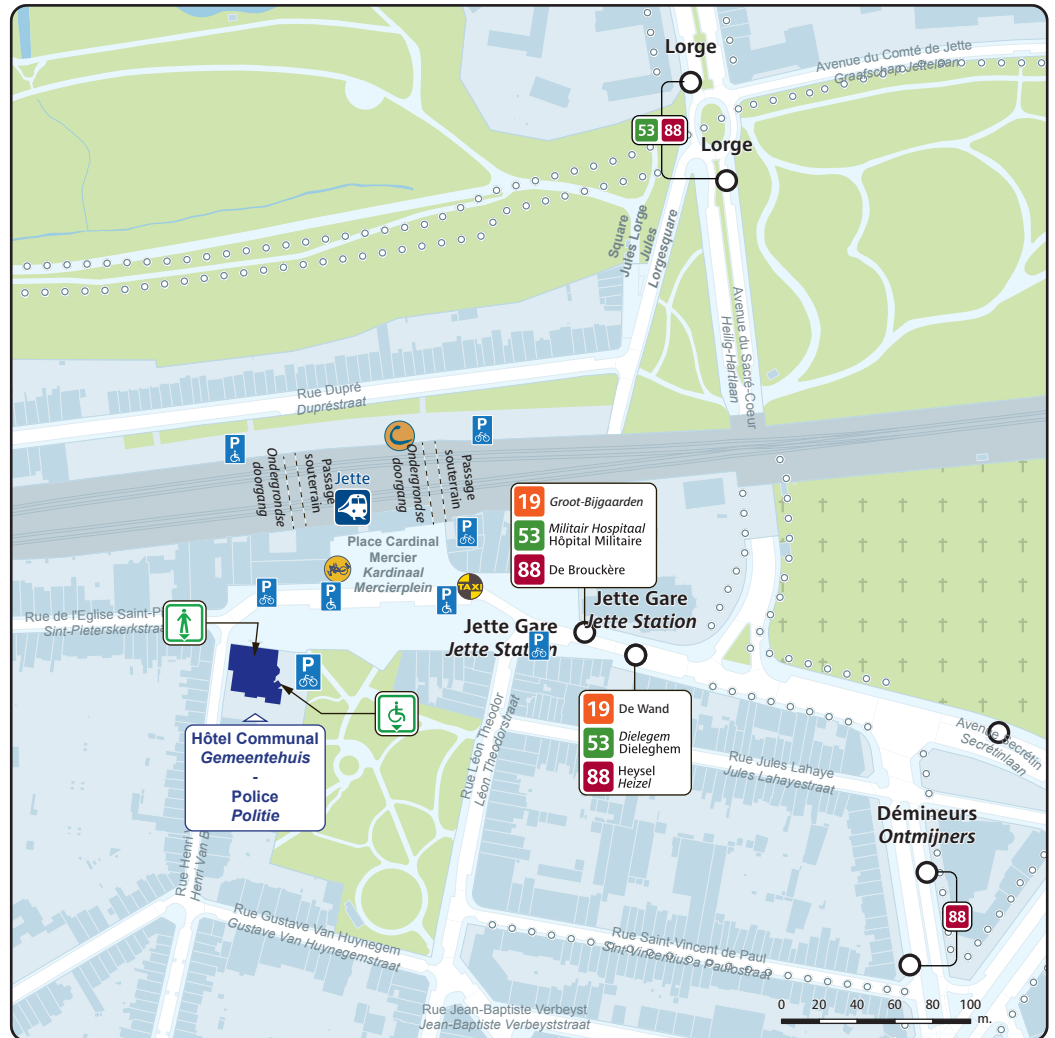 Lorge
Avenue du Comté de Jette
Graafschap Jettelaan
53 88
Lorge
Square
Jules Lorge
Jules
Lorgesquare
Avenue du Sacré-Coeur
Heilig-Hartlaan
Rue Dupré
Dupréstraat
P
P
Ondergrondse
doorgang
Passage
souterrain
Ondergrondse
doorgang
Passage
souterrain
Jette
P
19 Groot-Bijgaarden
53 Militair Hospitaal
Hôpital Militaire
88 De Brouckère
Place Cardinal
Mercier
Kardinaal
Mercierplein
TAXI
P
P
P
Rue de l'Eglise Saint-P
Sint-Pieterskerkstra
Jette Gare
Jette Station
Jette Gare
Jette Station
P
P
19 De Wand
53 Dielegem
Dieleghem
88 Heysel
Heizel
Hôtel Communal
Gemeentehuis
-
Police
Politie
Rue Léon Theodor
Léon Theodorstraat
Rue Jules Lahaye
Jules Lahayestraat
Avenue Secrétin
Secrétinlaan
Démineurs
Ontmijners
88
Rue Henri
Henri Van B
Rue Gustave Van Huynegem
Gustave Van Huynegemstraat
Rue Saint-Vincent de Paul
Sint-Vincentius a Paulostraat
Rue Jean-Baptiste Verbeyst
Jean-Baptiste Verbeyststraat
0 20 40 60 80 100
m.